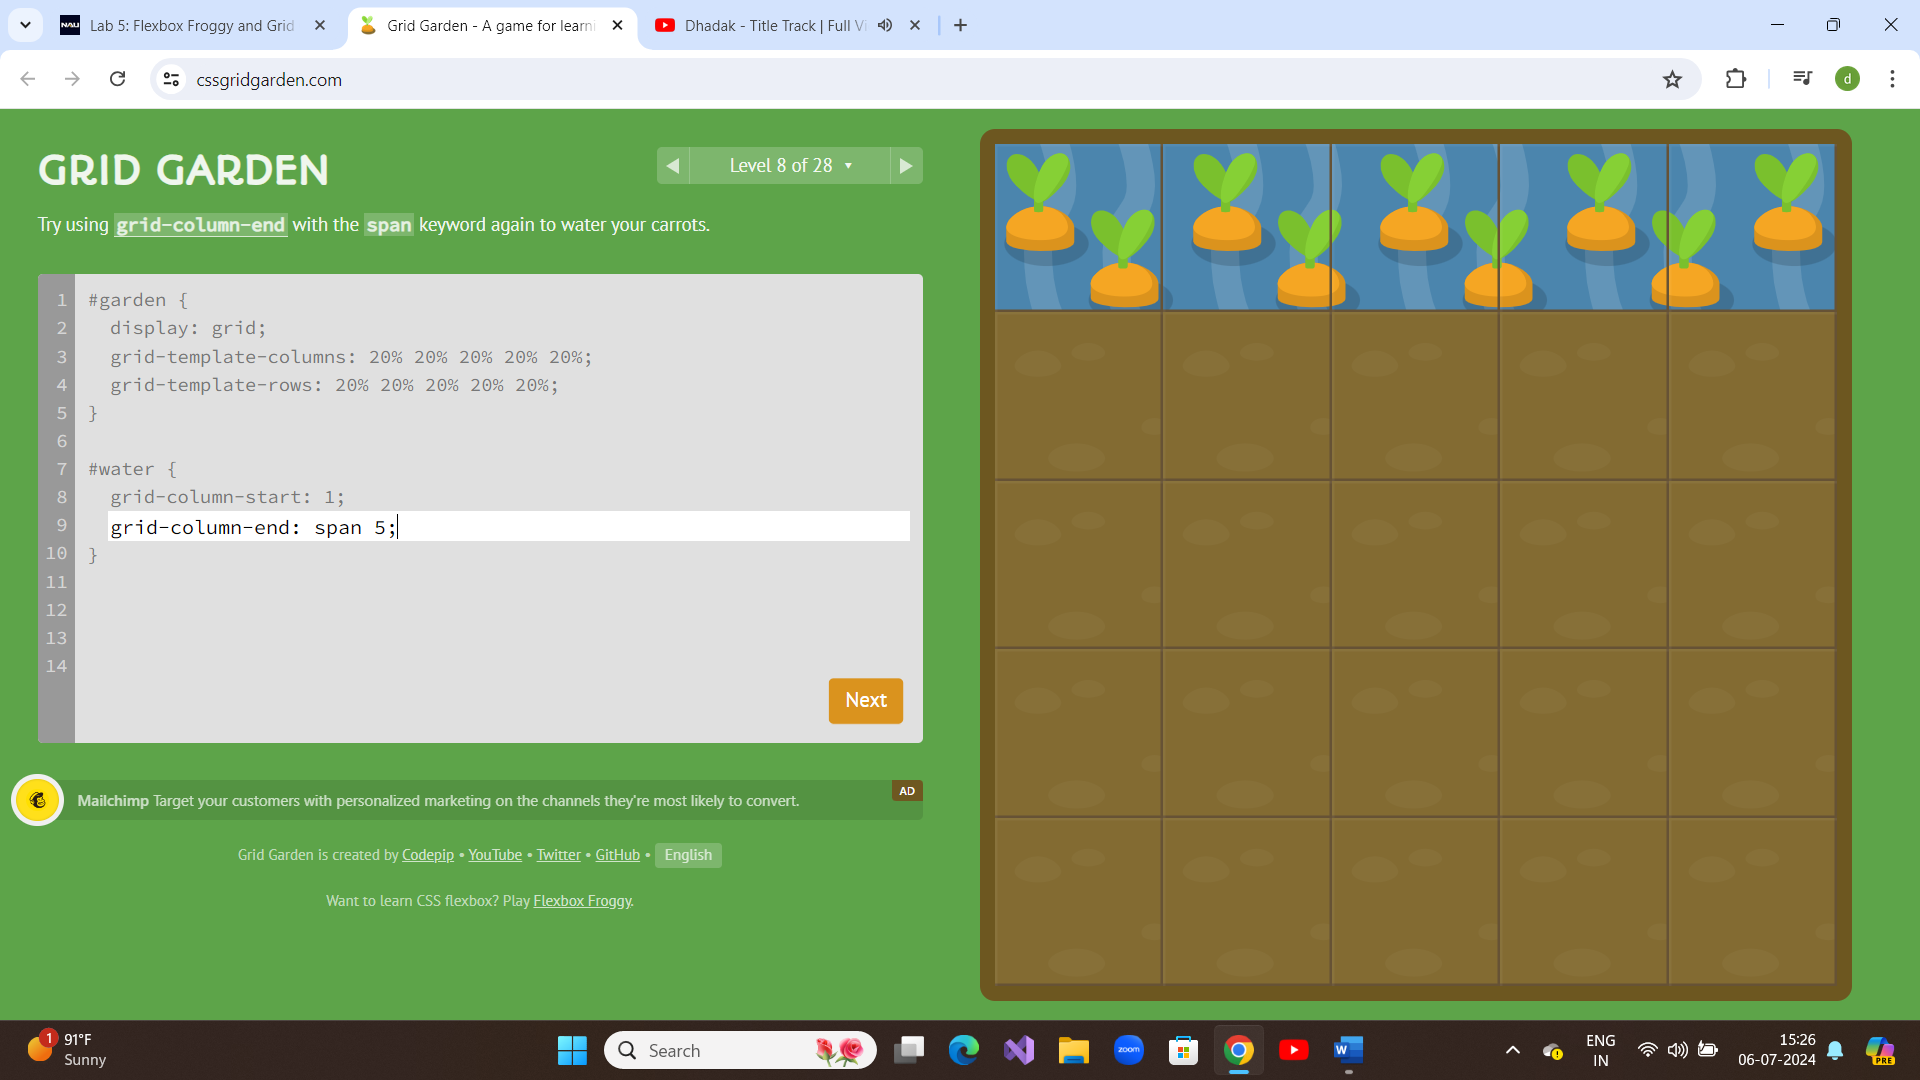 Lab 5: Flexbox Froggy and Grid
Grid Garden - A game for learni
Dhadak - Title Track | Full Vi
cssgridgarden.com
d
GRID GARDEN
Level 8 of 28
Try using grid-column-end with the span keyword again to water your carrots.
1 #garden {
2 display: grid;
3 grid-template-columns: 20% 20% 20% 20% 20%;
4 grid-template-rows: 20% 20% 20% 20% 20%;
5 }
6
7 #water {
8 grid-column-start: 1;
9 grid-column-end: span 5;
10 }
11
12
13
14
Next
Mailchimp Target your customers with personalized marketing on the channels they're most likely to convert.
AD
Grid Garden is created by Codepip • YouTube • Twitter • GitHub • English
Want to learn CSS flexbox? Play Flexbox Froggy.
1
91°F
Sunny
Search
zoom
W
ENG
IN
15:26
06-07-2024
PRE
NAU